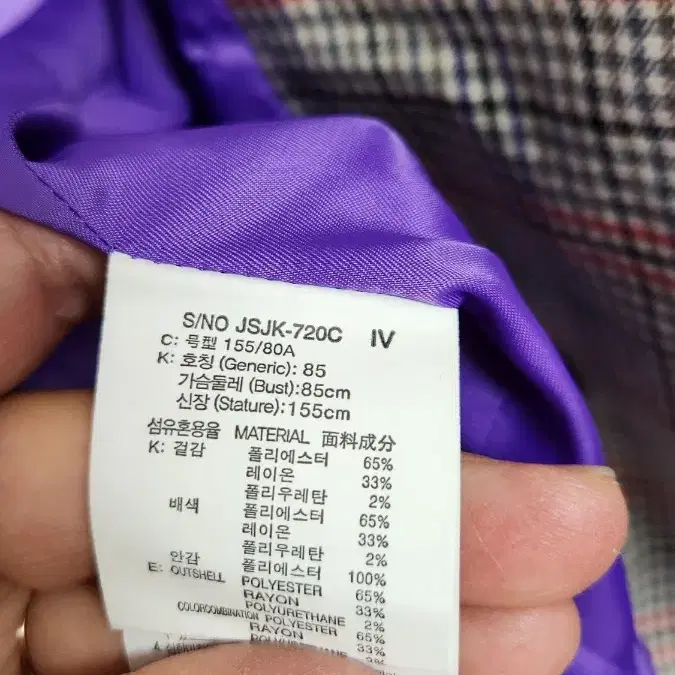 S/NO JSJK-720C IV
C: 号型 155/80A
K: 호칭 (Generic): 85
가슴둘레 (Bust):85cm
신장 (Stature):155cm
섬유혼용율 MATERIAL 面料成分
K: 겉감 폴리에스터 65%
레이온 33%
폴리우레탄 2%
배색 폴리에스터 65%
레이온 33%
폴리우레탄 2%
안감 폴리에스터 100%
E: OUTSHELL POLYESTER 65%
RAYON 33%
POLYURETHANE 2%
COLORCOMBINATION POLYESTER 65%
RAYON 33%